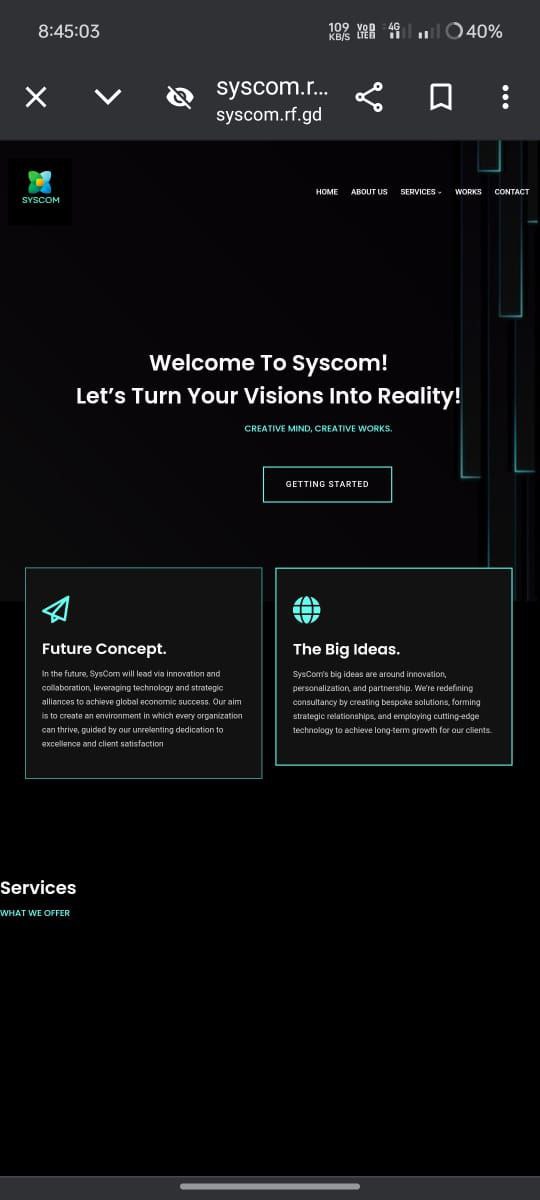 8:45:03
109 KB/S VoD LTE 4G 40%
syscom.r...
syscom.rf.gd
SYSCOM
HOME ABOUT US SERVICES WORKS CONTACT
Welcome To Syscom!
Let’s Turn Your Visions Into Reality!
CREATIVE MIND, CREATIVE WORKS.
GETTING STARTED
Future Concept.
In the future, SysCom will lead via innovation and
collaboration, leveraging technology and strategic
alliances to achieve global economic success. Our aim
is to create an environment in which every organization
can thrive, guided by our unrelenting dedication to
excellence and client satisfaction
The Big Ideas.
SysCom's big ideas are around innovation,
personalization, and partnership. We're redefining
consultancy by creating bespoke solutions, forming
strategic relationships, and employing cutting-edge
technology to achieve long-term growth for our clients.
Services
WHAT WE OFFER